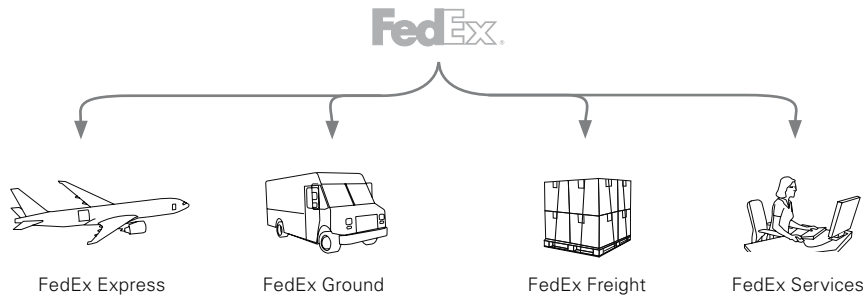 FedEx.
FedEx Express
FedEx Ground
FedEx Freight
FedEx Services